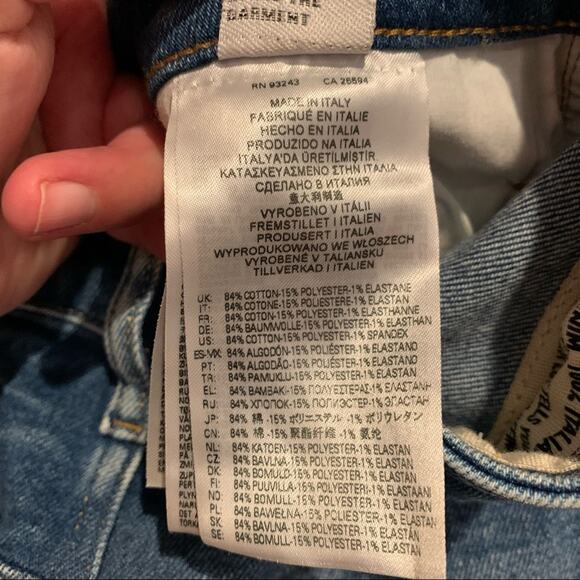 THE
GARMENT
RN 93243 CA 26594
MADE IN ITALY
FABRIQUÉ EN ITALIE
HECHO EN ITALIA
PRODUZIDO NA ITALIA
ITALYA'DA ÜRETILMIŞTIR
ΚΑΤΑΣΚΕΥΑΣΜΕΝΟ ΣΤΗΝ ΙΤΑΛΙΑ
СДЕЛАНО В ИТАЛИЯ
意大利制造
VYROBENO V ITÁLII
FREMSTILLET I ITALIEN
PRODUSERT I ITALIA
WYPRODUKOWANO WE WŁOSZECH
VYROBENÉ V TALIANSKU
TILLVERKAD I ITALIEN
UK: 84% COTTON-15% POLYESTER-1% ELASTANE
IT: 84% COTONE-15% POLIESTERE-1% ELASTAN
FR: 84% COTON-15% POLYESTER-1% ELASTHANNE
DE: 84% BAUMWOLLE-15% POLYESTER-1% ELASTHAN
US: 84% COTTON-15% POLYESTER-1% SPANDEX
ES-MX: 84% ALGODÓN-15% POLIÉSTER-1% ELASTANO
PT: 84% ALGODÃO-15% POLIÉSTER-1% ELASTANO
TR: 84% PAMUKLU-15% POLYESTER-1% ELASTAN
EL: 84% ΒΑΜΒΑΚΙ-15% ΠΟΛΥΕΣΤΕΡΑΣ-1% ΕΛΑΣΤΑΝΗ
RU: 84% ХЛОПОК-15% ПОЛИЭСТЕР-1% ЭЛАСТАН
JP: 84% 綿-15% ポリエステル-1% ポリウレタン
CN: 84% 棉-15% 聚酯纤维-1% 氨纶
NL: 84% KATOEN-15% POLYESTER-1% ELASTAN
CZ: 84% BAVLNA-15% POLYESTER-1% ELASTAN
DK: 84% BOMULD-15% POLYESTER-1% ELASTAN
FI: 84% PUUVILLA-15% POLYESTERI-1% ELASTAANI
NO: 84% BOMULL-15% POLYESTER-1% ELASTAN
PL: 84% BAWEŁNA-15% POLYESTER-1% ELASTAN
SK: 84% BAVLNA-15% POLYESTER-1% ELASTAN
SE: 84% BOMULL-15% POLYESTER-1% ELASTAN